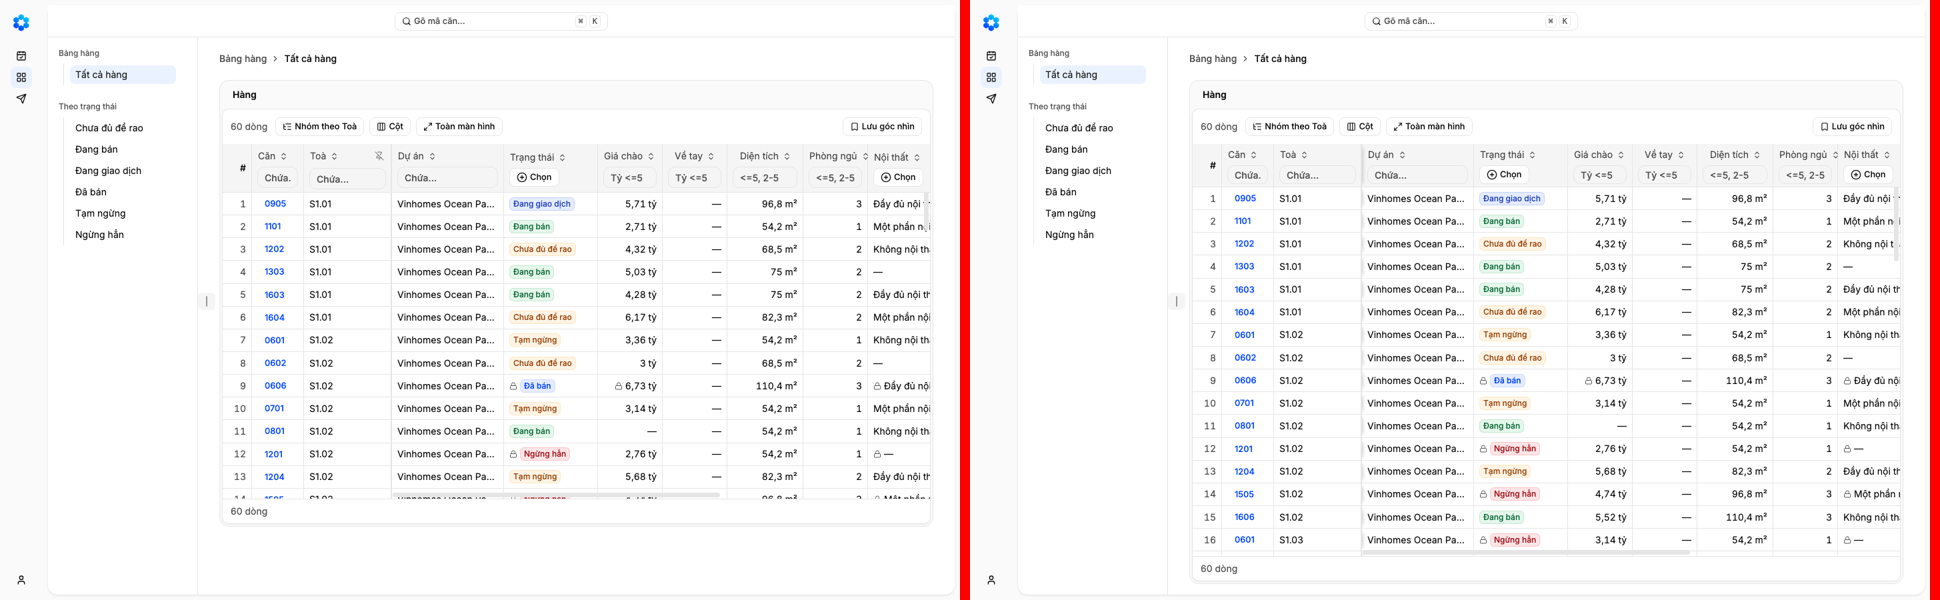 Gõ mã căn... ⌘ K
Bảng hàng
Tất cả hàng
Theo trạng thái
Chưa đủ để rao
Đang bán
Đang giao dịch
Đã bán
Tạm ngừng
Ngừng hẳn
Bảng hàng > Tất cả hàng
Hàng
60 dòng Nhóm theo Toà Cột Toàn màn hình Lưu góc nhìn
# Căn Toà Dự án Trạng thái Giá chào Về tay Diện tích Phòng ngủ Nội thất
Chứa. Chứa... Chứa... Chọn Tỷ <=5 Tỷ <=5 <=5, 2-5 <=5, 2-5 Chọn
1 0905 S1.01 Vinhomes Ocean Pa... Đang giao dịch 5,71 tỷ — 96,8 m² 3 Đầy đủ nội
2 1101 S1.01 Vinhomes Ocean Pa... Đang bán 2,71 tỷ — 54,2 m² 1 Một phần
3 1202 S1.01 Vinhomes Ocean Pa... Chưa đủ để rao 4,32 tỷ — 68,5 m² 2 Không nội
4 1303 S1.01 Vinhomes Ocean Pa... Đang bán 5,03 tỷ — 75 m² 2 —
5 1603 S1.01 Vinhomes Ocean Pa... Đang bán 4,28 tỷ — 75 m² 2 Đầy đủ nội
6 1604 S1.01 Vinhomes Ocean Pa... Chưa đủ để rao 6,17 tỷ — 82,3 m² 2 Một phần
7 0601 S1.02 Vinhomes Ocean Pa... Tạm ngừng 3,36 tỷ — 54,2 m² 1 Không nội
8 0602 S1.02 Vinhomes Ocean Pa... Chưa đủ để rao 3 tỷ — 68,5 m² 2 —
9 0606 S1.02 Vinhomes Ocean Pa... Đã bán 6,73 tỷ — 110,4 m² 3 Đầy đủ nội
10 0701 S1.02 Vinhomes Ocean Pa... Tạm ngừng 3,14 tỷ — 54,2 m² 1 Một phần
11 0801 S1.02 Vinhomes Ocean Pa... Đang bán — — 54,2 m² 1 Không nội
12 1201 S1.02 Vinhomes Ocean Pa... Ngừng hẳn 2,76 tỷ — 54,2 m² 1 —
13 1204 S1.02 Vinhomes Ocean Pa... Tạm ngừng 5,68 tỷ — 82,3 m² 2 Đầy đủ nội
60 dòng
Gõ mã căn... ⌘ K
Bảng hàng
Tất cả hàng
Theo trạng thái
Chưa đủ để rao
Đang bán
Đang giao dịch
Đã bán
Tạm ngừng
Ngừng hẳn
Bảng hàng > Tất cả hàng
Hàng
60 dòng Nhóm theo Toà Cột Toàn màn hình Lưu góc nhìn
# Căn Toà Dự án Trạng thái Giá chào Về tay Diện tích Phòng ngủ Nội thất
Chứa. Chứa... Chứa... Chọn Tỷ <=5 Tỷ <=5 <=5, 2-5 <=5, 2-5 Chọn
1 0905 S1.01 Vinhomes Ocean Pa... Đang giao dịch 5,71 tỷ — 96,8 m² 3 Đầy đủ nội
2 1101 S1.01 Vinhomes Ocean Pa... Đang bán 2,71 tỷ — 54,2 m² 1 Một phần
3 1202 S1.01 Vinhomes Ocean Pa... Chưa đủ để rao 4,32 tỷ — 68,5 m² 2 Không nội
4 1303 S1.01 Vinhomes Ocean Pa... Đang bán 5,03 tỷ — 75 m² 2 —
5 1603 S1.01 Vinhomes Ocean Pa... Đang bán 4,28 tỷ — 75 m² 2 Đầy đủ nội
6 1604 S1.01 Vinhomes Ocean Pa... Chưa đủ để rao 6,17 tỷ — 82,3 m² 2 Một phần
7 0601 S1.02 Vinhomes Ocean Pa... Tạm ngừng 3,36 tỷ — 54,2 m² 1 Không nội
8 0602 S1.02 Vinhomes Ocean Pa... Chưa đủ để rao 3 tỷ — 68,5 m² 2 —
9 0606 S1.02 Vinhomes Ocean Pa... Đã bán 6,73 tỷ — 110,4 m² 3 Đầy đủ nội
10 0701 S1.02 Vinhomes Ocean Pa... Tạm ngừng 3,14 tỷ — 54,2 m² 1 Một phần
11 0801 S1.02 Vinhomes Ocean Pa... Đang bán — — 54,2 m² 1 Không nội
12 1201 S1.02 Vinhomes Ocean Pa... Ngừng hẳn 2,76 tỷ — 54,2 m² 1 —
13 1204 S1.02 Vinhomes Ocean Pa... Tạm ngừng 5,68 tỷ — 82,3 m² 2 Đầy đủ nội
14 1505 S1.02 Vinhomes Ocean Pa... Ngừng hẳn 4,74 tỷ — 96,8 m² 3 Một phần
15 1606 S1.02 Vinhomes Ocean Pa... Đang bán 5,52 tỷ — 110,4 m² 3 Không nội
16 0601 S1.03 Vinhomes Ocean Pa... Ngừng hẳn 3,14 tỷ — 54,2 m² 1 —
60 dòng